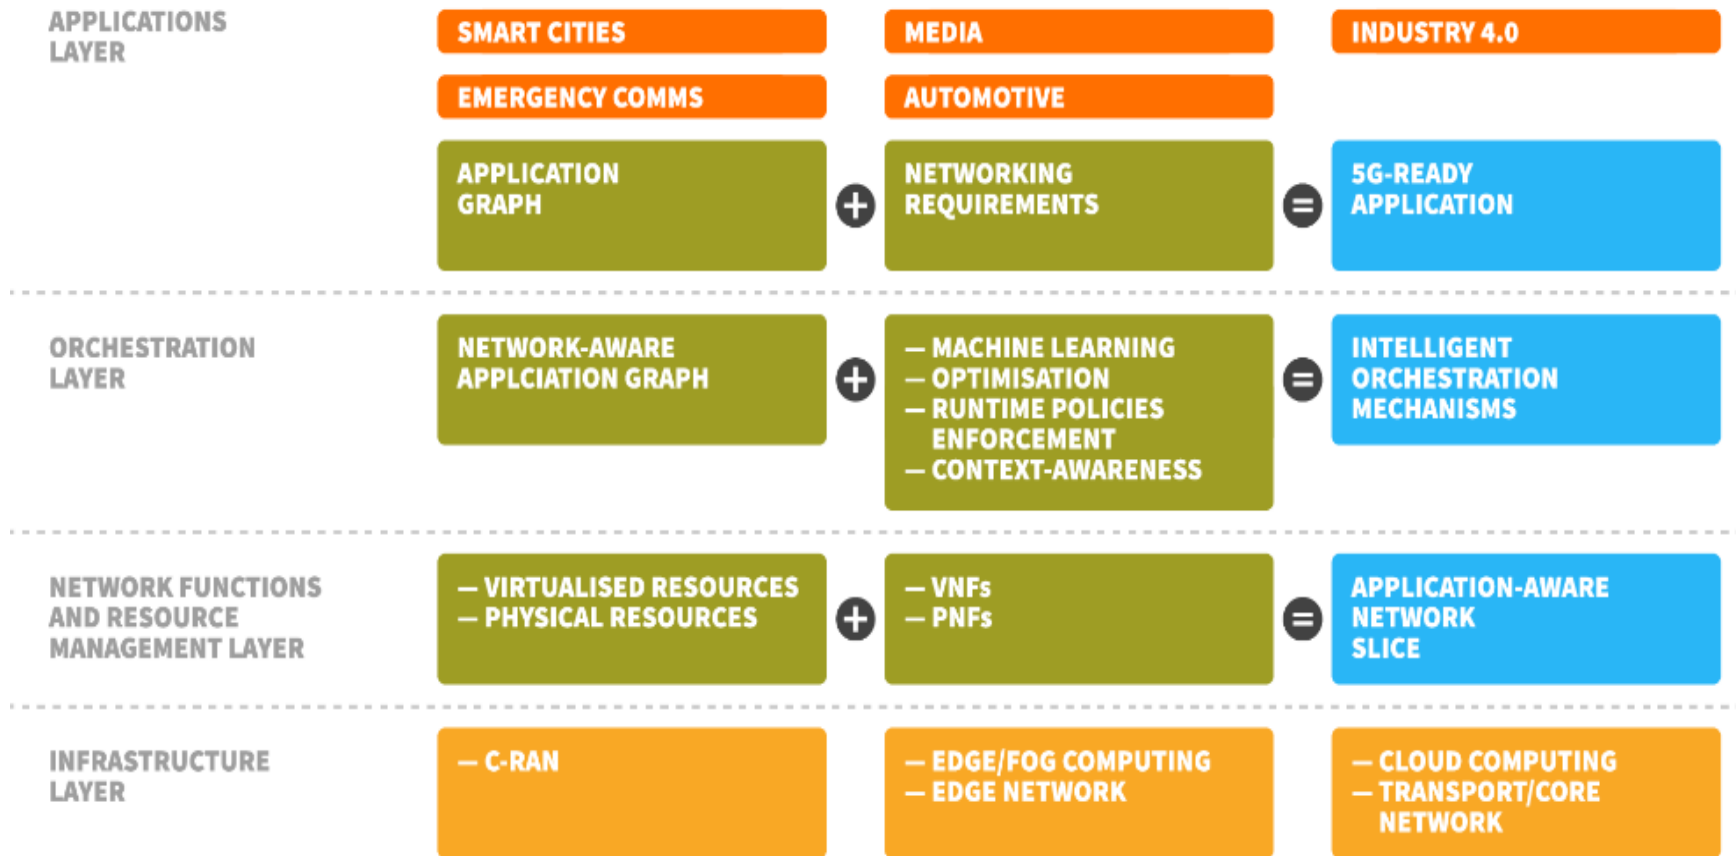 APPLICATIONS
LAYER
SMART CITIES
MEDIA
INDUSTRY 4.0
EMERGENCY COMMS
AUTOMOTIVE
APPLICATION
GRAPH
+
NETWORKING
REQUIREMENTS
=
5G-READY
APPLICATION
ORCHESTRATION
LAYER
NETWORK-AWARE
APPLCIATION GRAPH
+
— MACHINE LEARNING
— OPTIMISATION
— RUNTIME POLICIES
ENFORCEMENT
— CONTEXT-AWARENESS
=
INTELLIGENT
ORCHESTRATION
MECHANISMS
NETWORK FUNCTIONS
AND RESOURCE
MANAGEMENT LAYER
— VIRTUALISED RESOURCES
— PHYSICAL RESOURCES
+
— VNFs
— PNFs
=
APPLICATION-AWARE
NETWORK
SLICE
INFRASTRUCTURE
LAYER
— C-RAN
— EDGE/FOG COMPUTING
— EDGE NETWORK
— CLOUD COMPUTING
— TRANSPORT/CORE
NETWORK